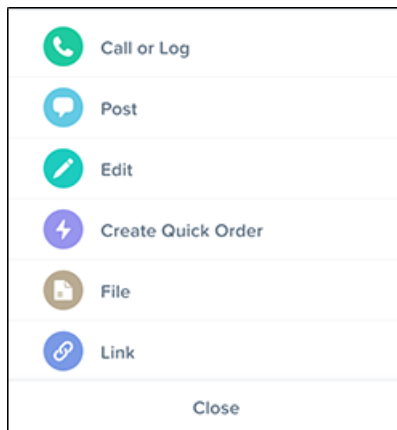 Call or Log
Post
Edit
Create Quick Order
File
Link
Close